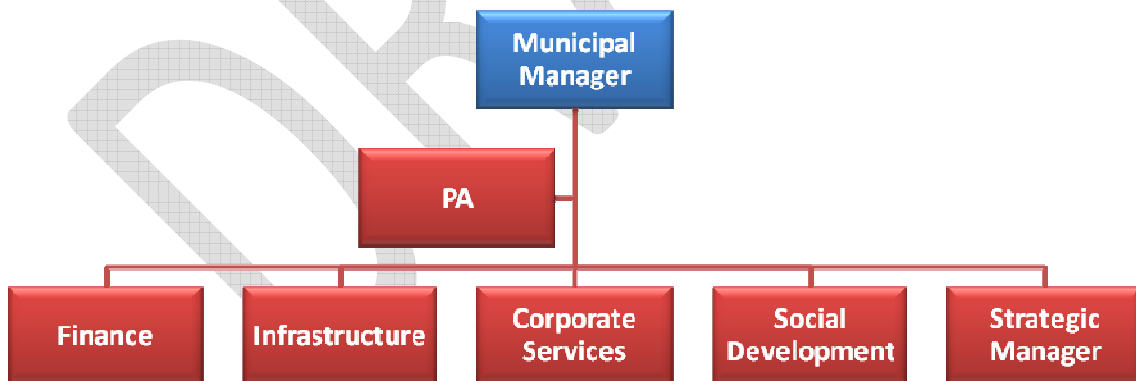 Municipal
Manager
PA
Finance
Infrastructure
Corporate
Services
Social
Development
Strategic
Manager